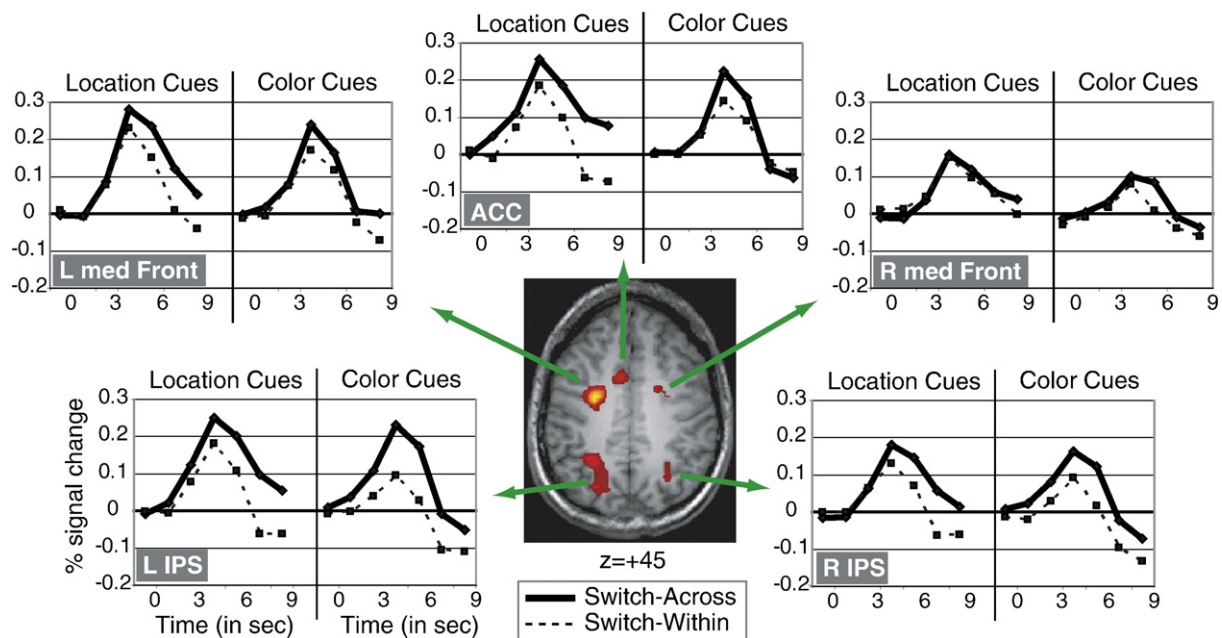 Location Cues Color Cues
0.3
0.2
0.1
0
-0.1
-0.2
ACC
0 3 6 9 0 3 6 9
Location Cues Color Cues
0.3
0.2
0.1
0
-0.1
-0.2
L med Front
0 3 6 0 3 6 9
Location Cues Color Cues
0.3
0.2
0.1
0
-0.1
-0.2
R med Front
0 3 6 9 0 3 6 9
Location Cues Color Cues
% signal change
0.3
0.2
0.1
0
-0.1
-0.2
L IPS
0 3 6 9 0 3 6 9
Time (in sec) Time (in sec)
z=+45
Switch-Across
Switch-Within
Location Cues Color Cues
0.3
0.2
0.1
0
-0.1
-0.2
R IPS
0 3 6 9 0 3 6 9